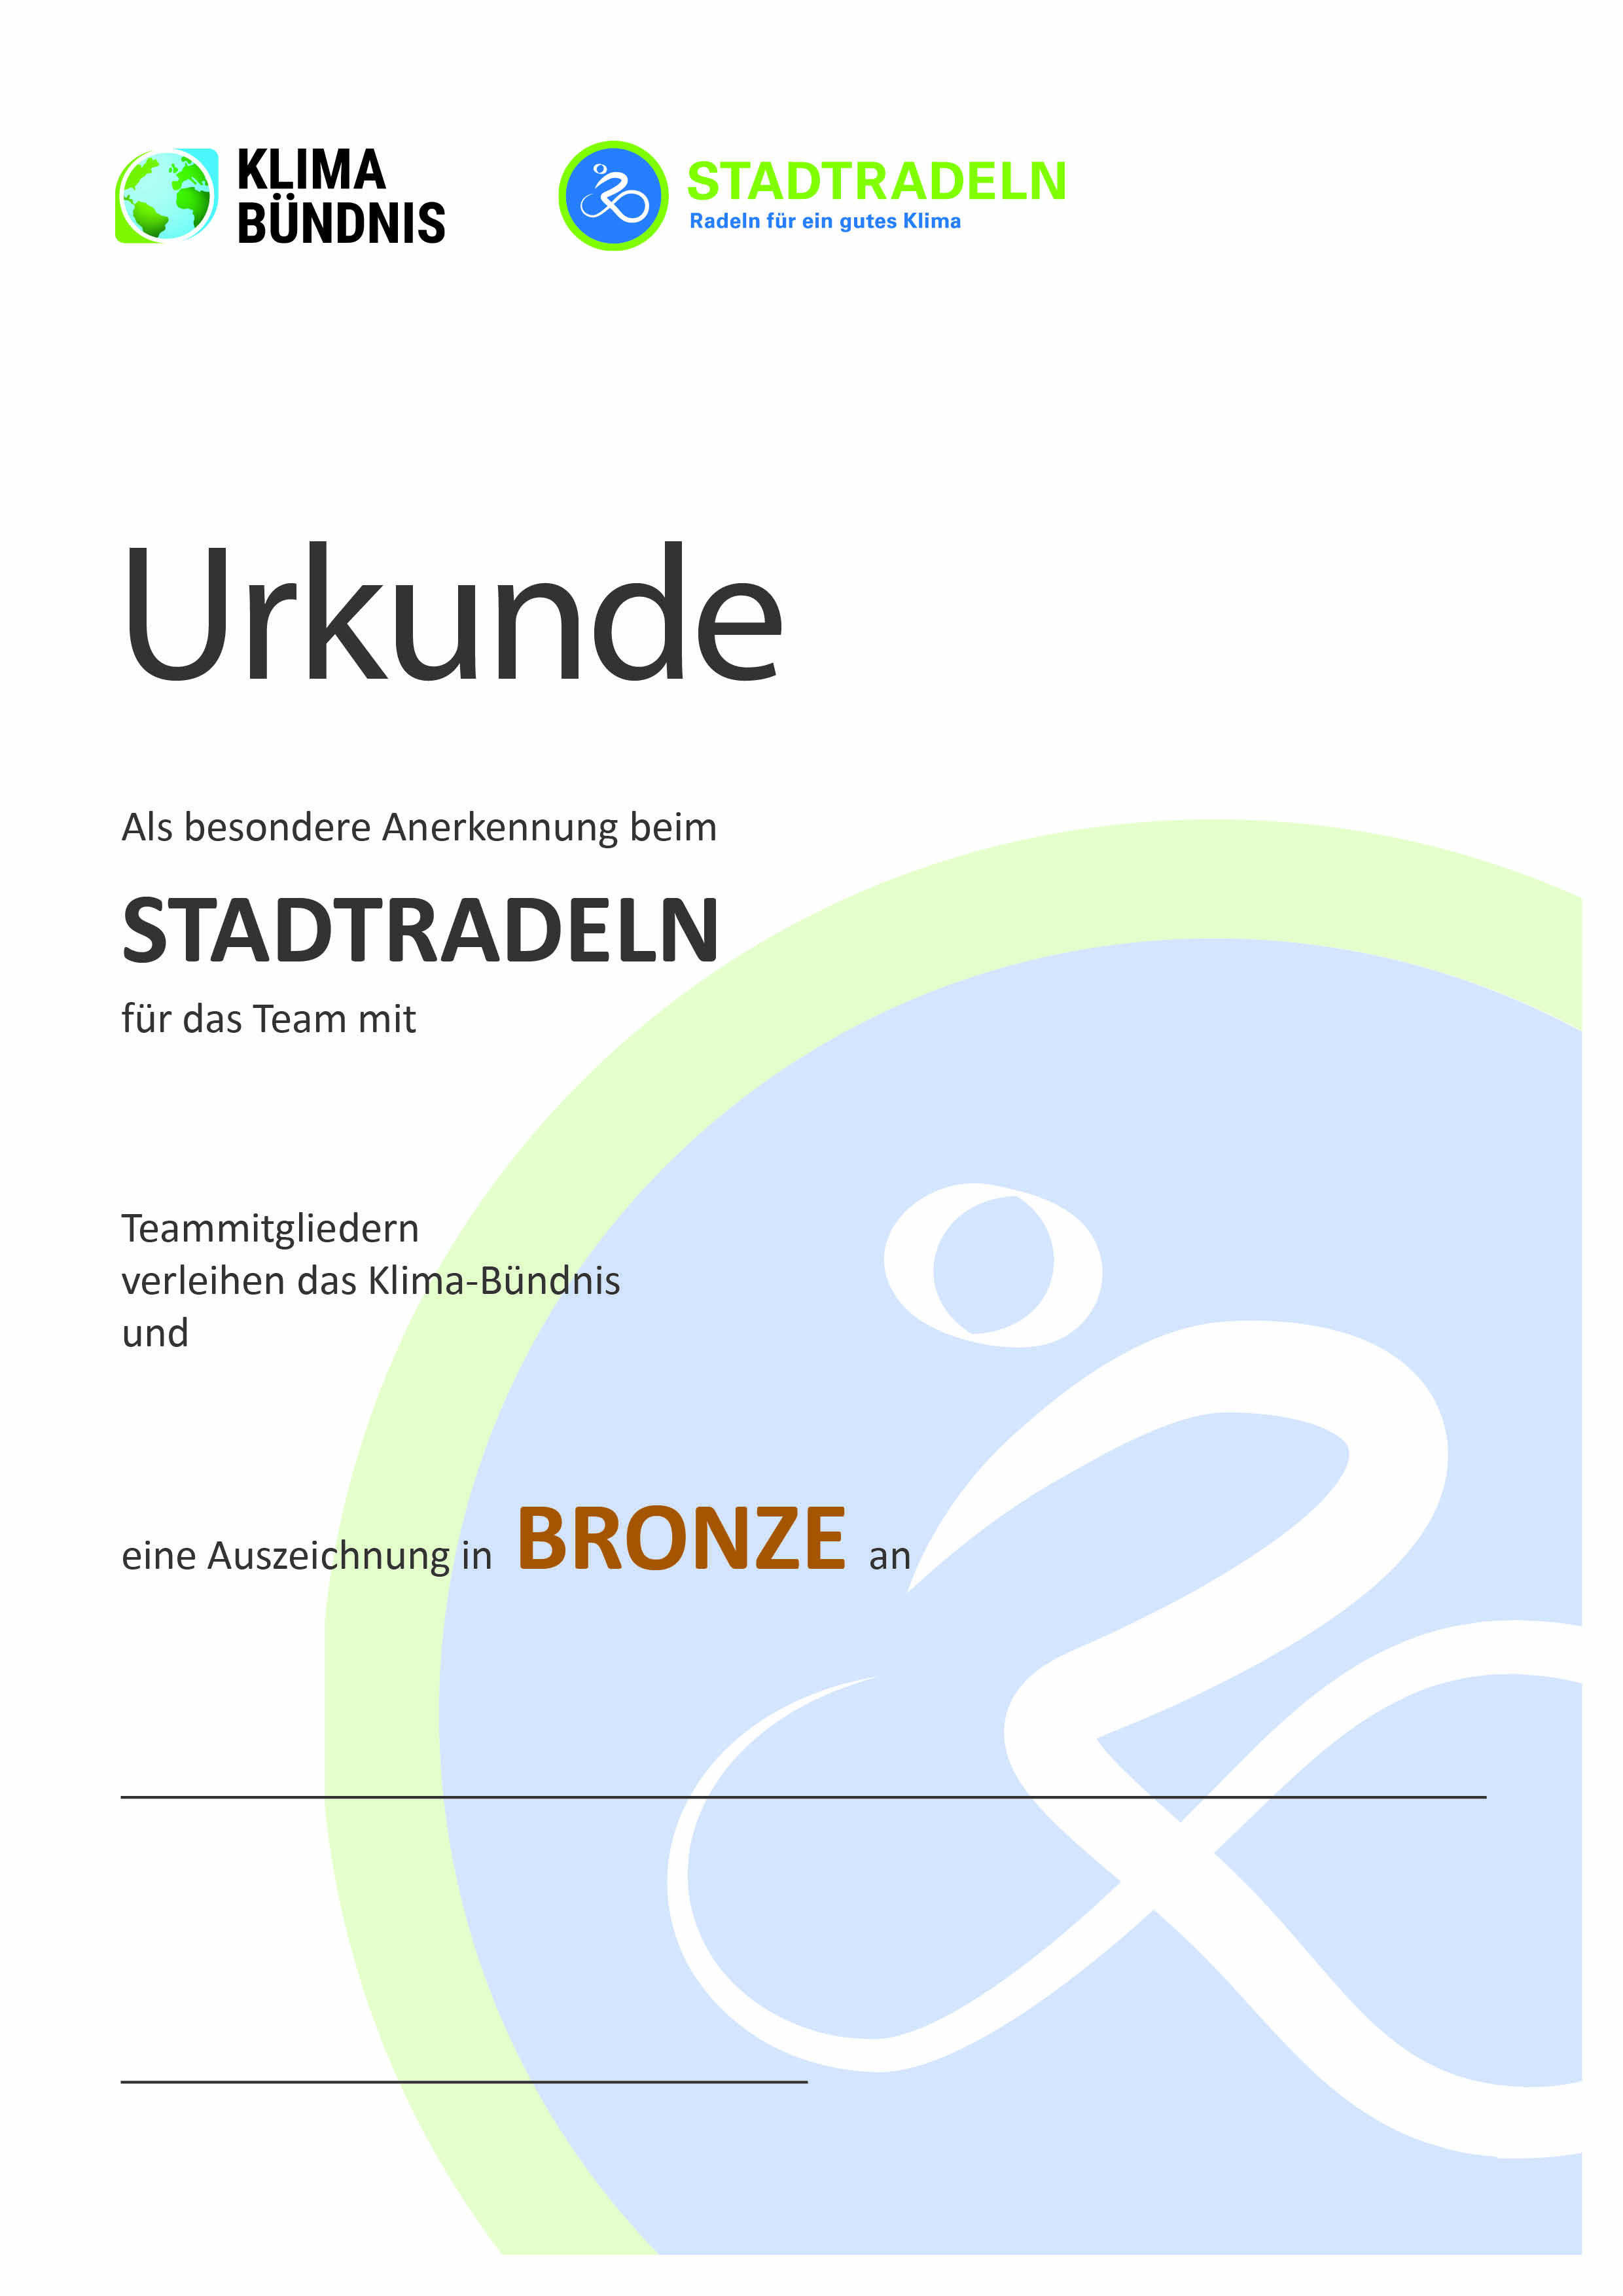 KLIMA
BÜNDNIS
STADTRADELN
Radeln für ein gutes Klima
Urkunde
Als besondere Anerkennung beim
STADTRADELN
für das Team mit
Teammitgliedern
verleihen das Klima-Bündnis
und
eine Auszeichnung in BRONZE an